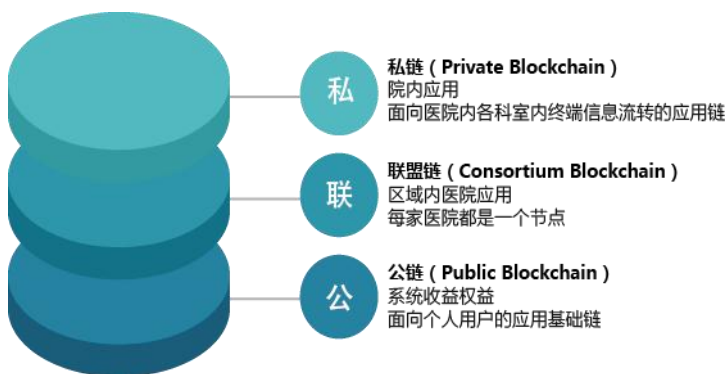 私
私链（Private Blockchain）
院内应用
面向医院内各科室内终端信息流转的应用链
联
联盟链（Consortium Blockchain）
区域内医院应用
每家医院都是一个节点
公
公链（Public Blockchain）
系统收益权益
面向个人用户的应用基础链